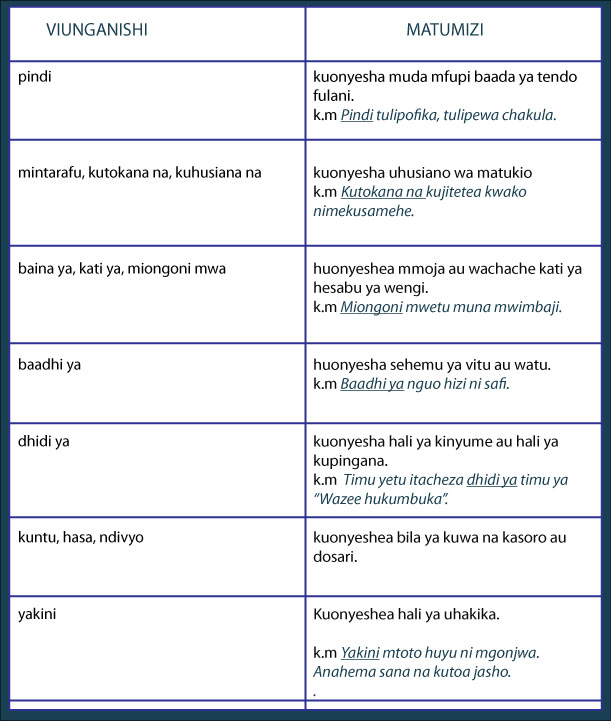 VIUNGANISHI
MATUMIZI
pindi
kuonyesha muda mfupi baada ya tendo
fulani.
k.m Pindi tulipofika, tulipewa chakula.
mintarafu, kutokana na, kuhusiana na
kuonyesha uhusiano wa matukio
k.m Kutokana na kujitetea kwako
nimekusamehe.
baina ya, kati ya, miongoni mwa
huonyeshea mmoja au wachache kati ya
hesabu ya wengi.
k.m Miongoni mwetu muna mwimbaji.
baadhi ya
huonyesha sehemu ya vitu au watu.
k.m Baadhi ya nguo hizi ni safi.
dhidi ya
kuonyesha hali ya kinyume au hali ya
kupingana.
k.m Timu yetu itacheza dhidi ya timu ya
“Wazee hukumbuka”.
kuntu, hasa, ndivyo
kuonyeshea bila ya kuwa na kasoro au
dosari.
yakini
Kuonyeshea hali ya uhakika.
k.m Yakini mtoto huyu ni mgonjwa.
Anahema sana na kutoa jasho.
.